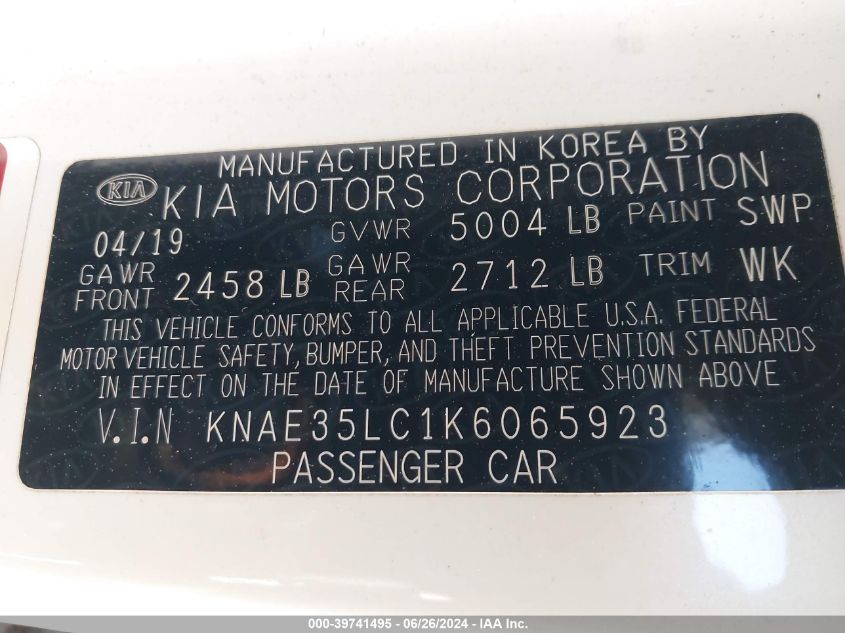 MANUFACTURED IN KOREA BY
KIA KIA MOTORS CORPORATION
04/19 GVWR 5004 LB PAINT SWP
GAWR FRONT 2458 LB GAWR REAR 2712 LB TRIM WK
THIS VEHICLE CONFORMS TO ALL APPLICABLE U.S.A. FEDERAL
MOTOR VEHICLE SAFETY, BUMPER, AND THEFT PREVENTION STANDARDS
IN EFFECT ON THE DATE OF MANUFACTURE SHOWN ABOVE
V.I.N KNAE35LC1K6065923
PASSENGER CAR
000-39741495 - 06/26/2024 - IAA Inc.